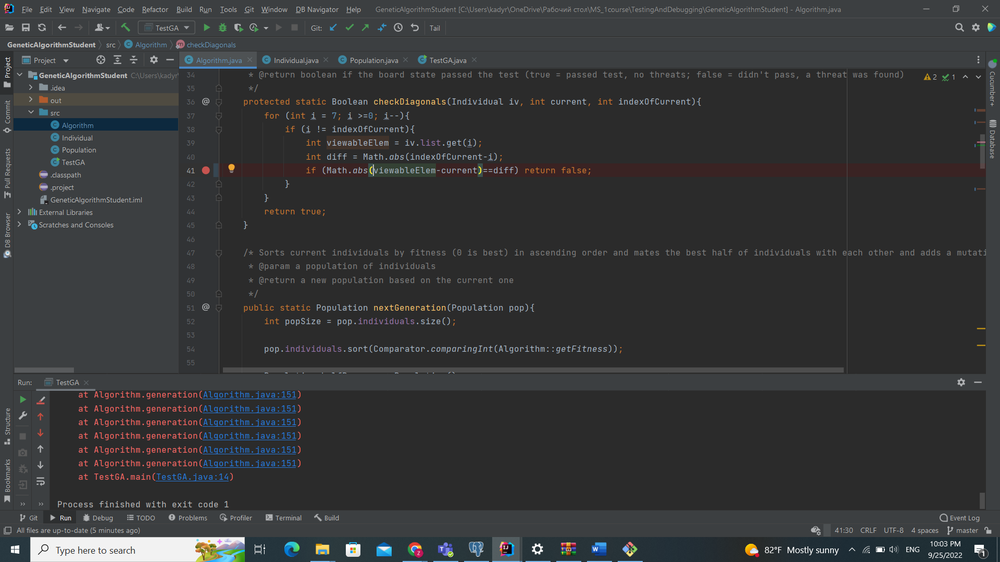 File Edit View Navigate Code Refactor Build Run Tools Git Window DB Navigator Help GeneticAlgorithmStudent [C:\Users\kadyr\OneDrive\Рабочий стол\MS_1course\TestingAndDebugging\GeneticAlgorithmStudent] - Algorithm.java
TestGA Git: Tail
GeneticAlgorithmStudent src Algorithm checkDiagonals
Project
Algorithm.java Individual.java Population.java TestGA.java
GeneticAlgorithmStudent C:\Users\kadyr\
.idea
out
src
Algorithm
Individual
Population
TestGA
.classpath
.project
GeneticAlgorithmStudent.iml
External Libraries
Scratches and Consoles
Project
Commit
Pull Requests
DB Browser
Structure
Bookmarks
34 * @return boolean if the board state passed the test (true = passed test, no threats; false = didn't pass, a threat was found)
2 1
35 */
36 @ protected static Boolean checkDiagonals(Individual iv, int current, int indexOfCurrent){
37 for (int i = 7; i >=0; i--){
38 if (i != indexOfCurrent){
39 int viewableElem = iv.list.get(i);
40 int diff = Math.abs(indexOfCurrent-i);
41 if (Math.abs(viewableElem-current)==diff) return false;
42 }
43 }
44 return true;
45 }
46
47 /* Sorts current individuals by fitness (0 is best) in ascending order and mates the best half of individuals with each other and adds a mutati
48 * @param a population of individuals
49 * @return a new population based on the current one
50 */
51 @ public static Population nextGeneration(Population pop){
52 int popSize = pop.individuals.size();
53
54 pop.individuals.sort(Comparator.comparingInt(Algorithm::getFitness));
55
Cucumber+
Database
Run: TestGA
at Algorithm.generation(Algorithm.java:151)
at Algorithm.generation(Algorithm.java:151)
at Algorithm.generation(Algorithm.java:151)
at Algorithm.generation(Algorithm.java:151)
at Algorithm.generation(Algorithm.java:151)
at Algorithm.generation(Algorithm.java:151)
at TestGA.main(TestGA.java:14)
Process finished with exit code 1
Git Run Debug TODO Problems Profiler Terminal Build Event Log
All files are up-to-date (5 minutes ago) 41:30 CRLF UTF-8 4 spaces master
Type here to search 82°F Mostly sunny ENG 10:03 PM
9/25/2022 1